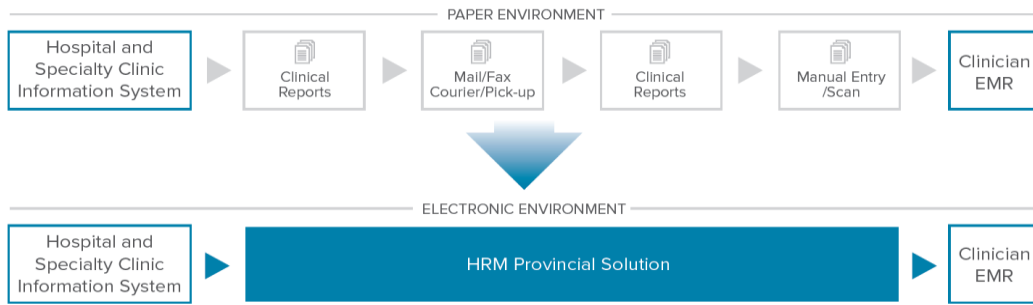 PAPER ENVIRONMENT
Hospital and
Specialty Clinic
Information System
Clinical
Reports
Mail/Fax
Courier/Pick-up
Clinical
Reports
Manual Entry
/Scan
Clinician
EMR
ELECTRONIC ENVIRONMENT
Hospital and
Specialty Clinic
Information System
HRM Provincial Solution
Clinician
EMR